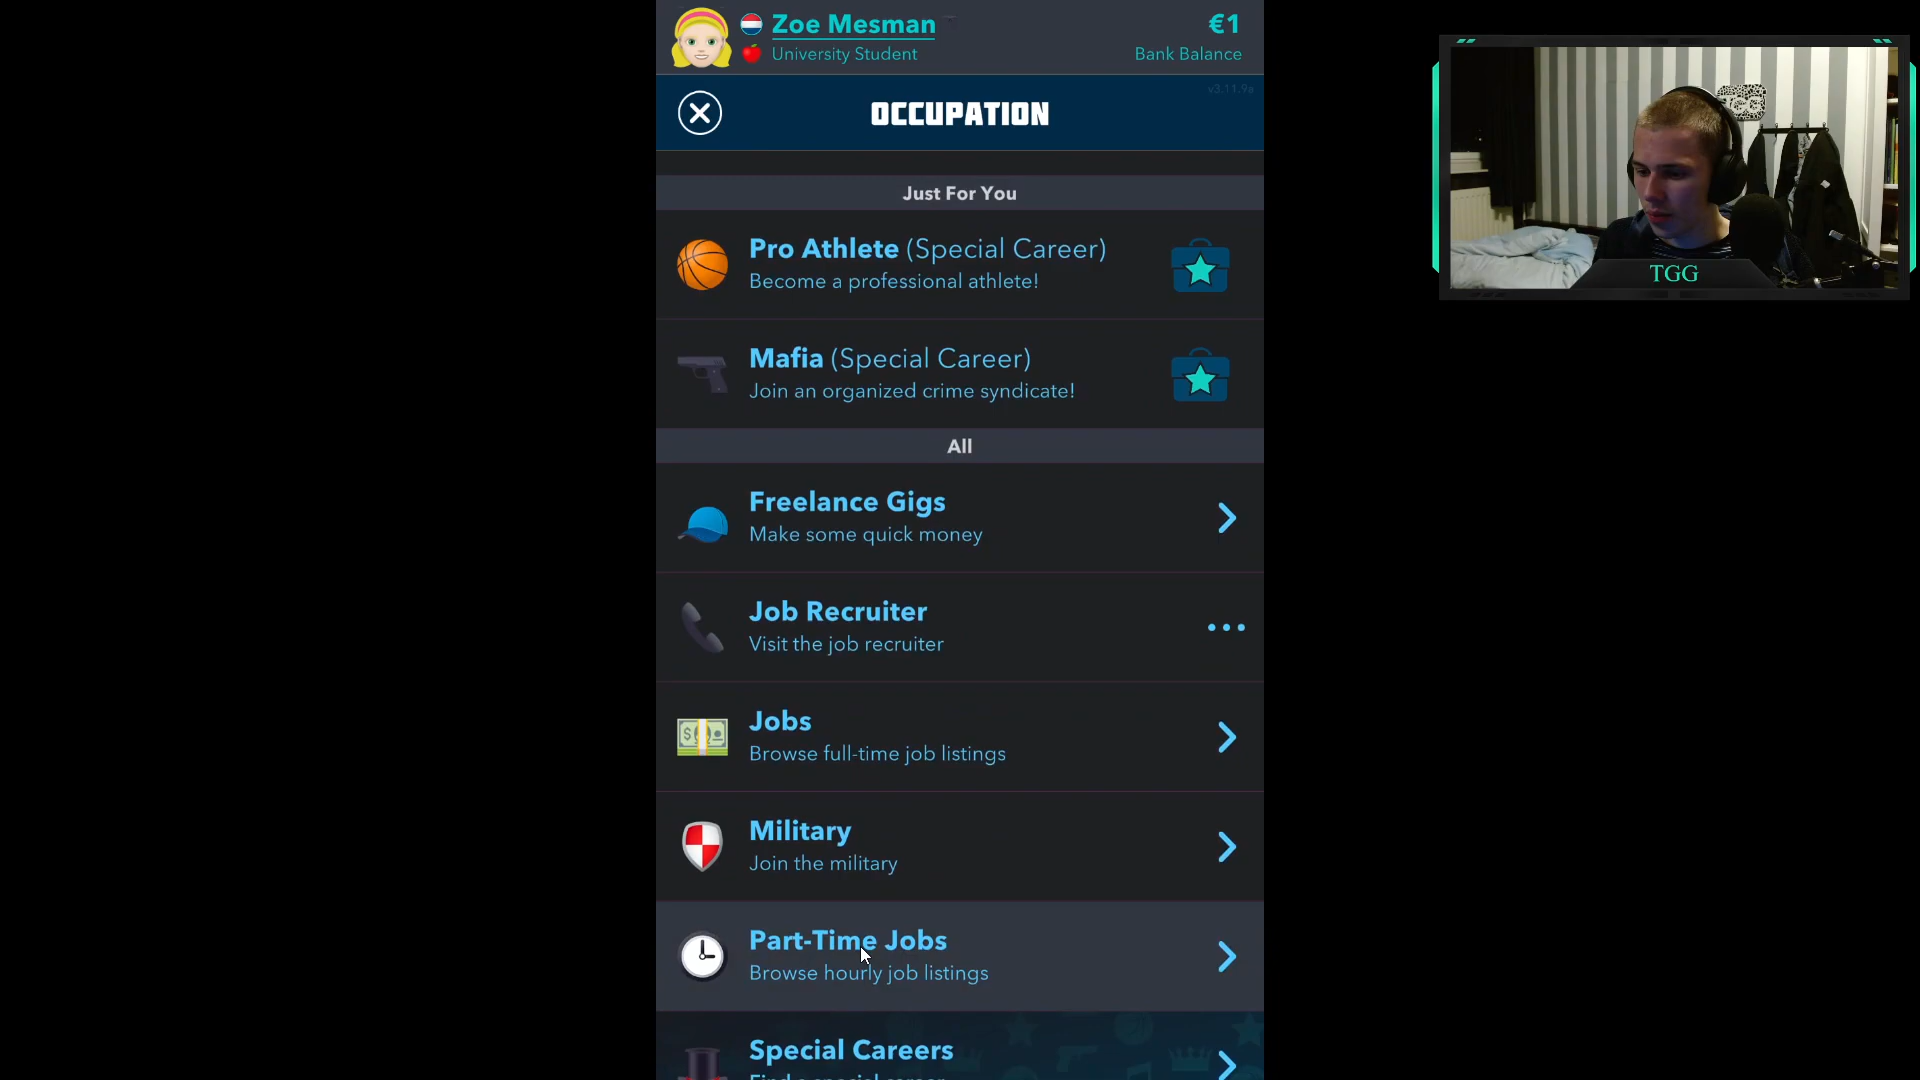 Zoe Mesman
€1
University Student
Bank Balance
v3.11.9a
OCCUPATION
Just For You
Pro Athlete (Special Career)
Become a professional athlete!
Mafia (Special Career)
Join an organized crime syndicate!
All
Freelance Gigs
Make some quick money
Job Recruiter
Visit the job recruiter
Jobs
Browse full-time job listings
Military
Join the military
Part-Time Jobs
Browse hourly job listings
Special Careers
TGG